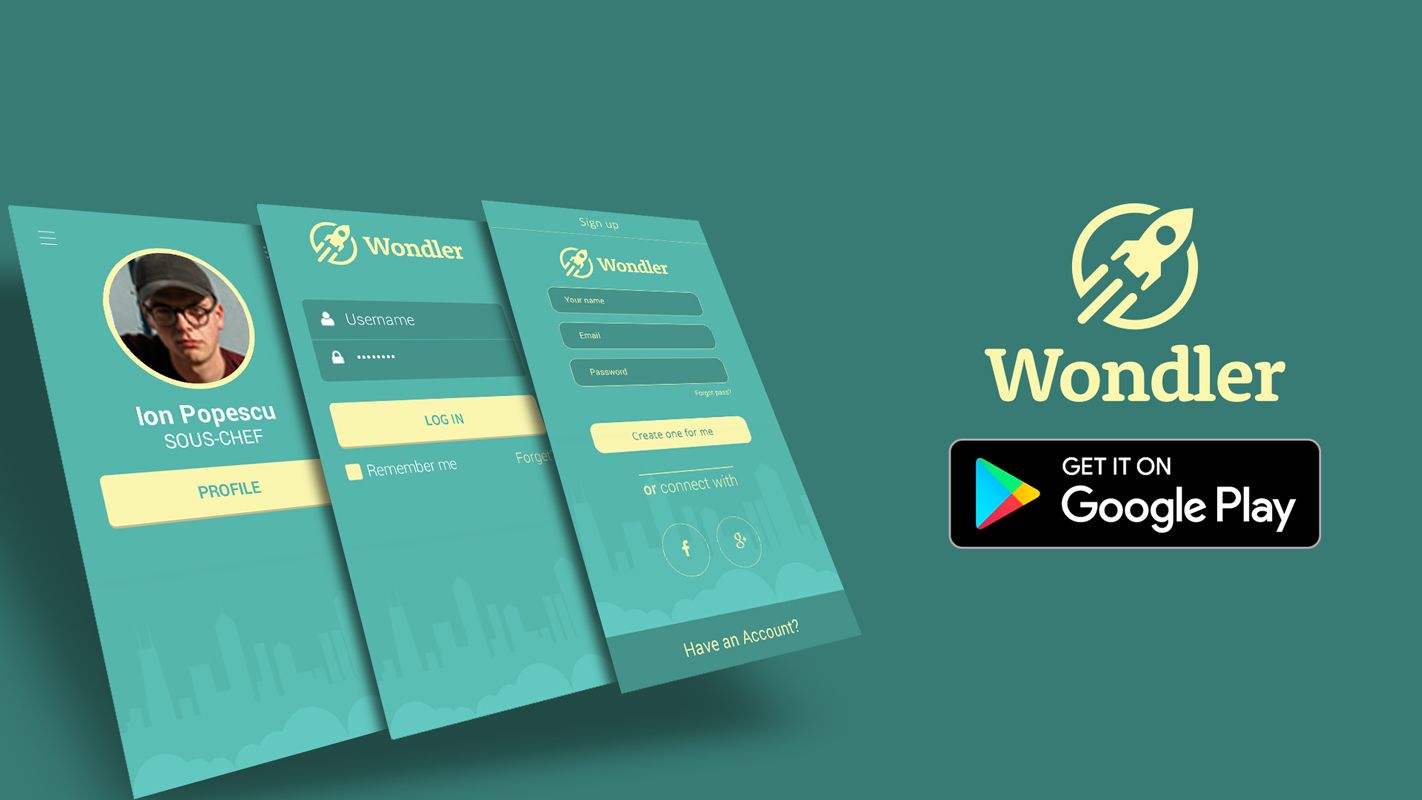 Ion Popescu
SOUS-CHEF
PROFILE
Wondler
Username
LOG IN
Remember me
Sign up
Wondler
Your name
Email
Password
Forgot pass?
Create one for me
or connect with
f
g+
Have an Account?
Wondler
GET IT ON
Google Play